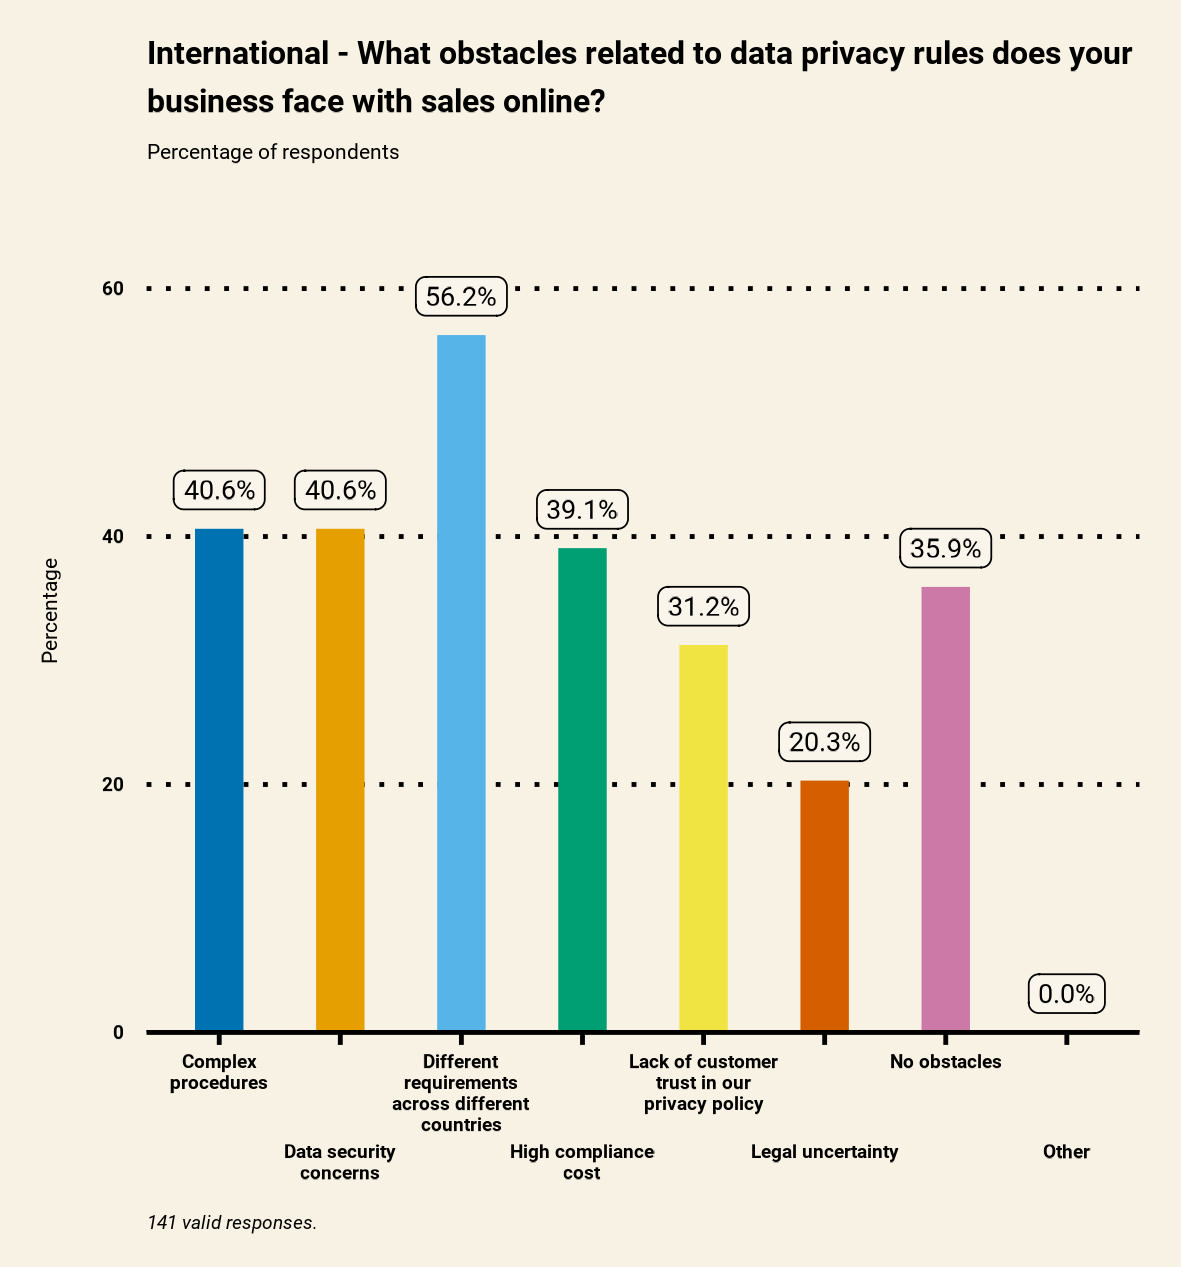 International - What obstacles related to data privacy rules does your
business face with sales online?
Percentage of respondents
60
56.2%
40.6%
40.6%
39.1%
40
35.9%
31.2%
Percentage
20.3%
20
0.0%
0
Complex
procedures
Data security
concerns
Different
requirements
across different
countries
High compliance
cost
Lack of customer
trust in our
privacy policy
Legal uncertainty
No obstacles
Other
141 valid responses.